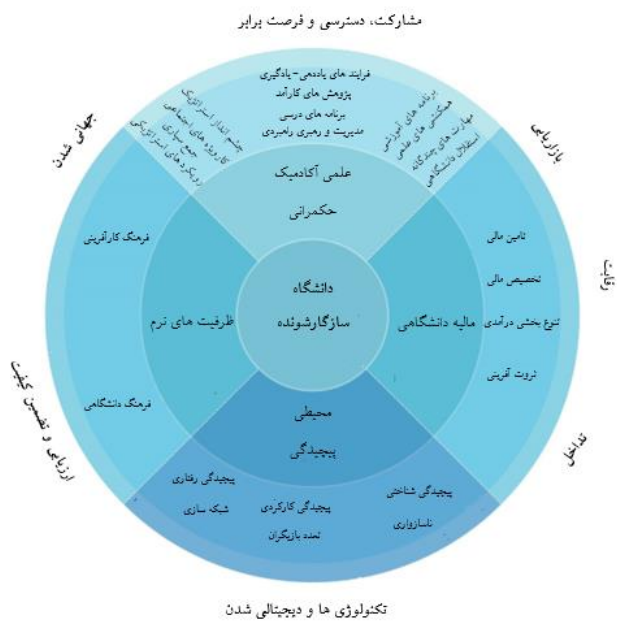 مشارکت، دسترسی و فرصت برابر
جهانی شدن
بازاریابی
رقابت
تداخل
ارزیابی و تضمین کیفیت
تکنولوژی ها و دیجیتالی شدن
فرایند های یاددهی-یادگیری
پژوهش های کارآمد
برنامه های درسی
مدیریت و رهبری راهبردی
برنامه های آموزشی
همکنشی های علمی
مهارت های چندگانه
استقلال دانشگاهی
چشم انداز استراتژیک
کارویژه های اجتماعی
جمع سپاری
رویکردهای استراتژیکی
علمی آکادمیک
حکمرانی
دانشگاه
سازگارشونده
مالیه دانشگاهی
تامین مالی
تخصیص مالی
تنوع بخشی درآمدی
ثروت آفرینی
ظرفیت های نرم
فرهنگ کارآفرینی
فرهنگ دانشگاهی
محیطی
پیچیدگی
پیچیدگی شناختی
ناسازواری
پیچیدگی کارکردی
تعدد بازیگران
پیچیدگی رفتاری
شبکه سازی